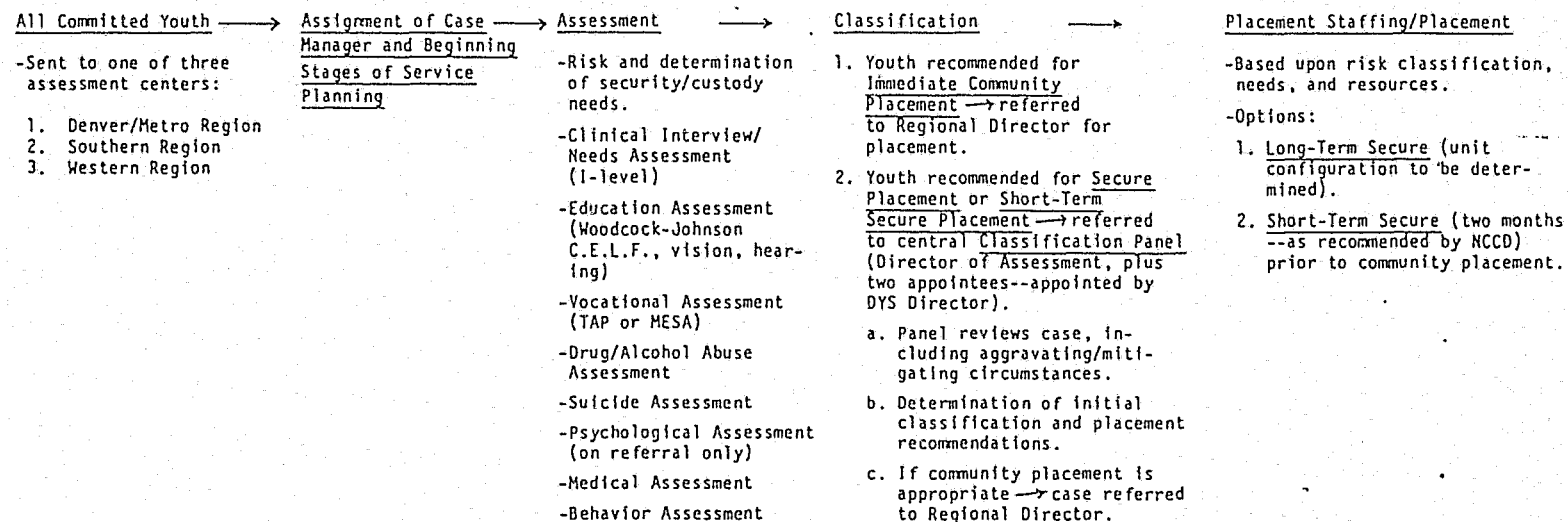 All Committed Youth →
-Sent to one of three
assessment centers:
1. Denver/Metro Region
2. Southern Region
3. Western Region
Assignment of Case →
Manager and Beginning
Stages of Service
Planning
Assessment →
-Risk and determination
of security/custody
needs.
-Clinical Interview/
Needs Assessment
(I-level)
-Education Assessment
(Woodcock-Johnson
C.E.L.F., vision, hear-
ing)
-Vocational Assessment
(TAP or MESA)
-Drug/Alcohol Abuse
Assessment
-Suicide Assessment
-Psychological Assessment
(on referral only)
-Medical Assessment
-Behavior Assessment
Classification →
1. Youth recommended for
Immediate Community
Placement → referred
to Regional Director for
placement.
2. Youth recommended for Secure
Placement or Short-Term
Secure Placement → referred
to central Classification Panel
(Director of Assessment, plus
two appointees--appointed by
DYS Director).
a. Panel reviews case, in-
cluding aggravating/miti-
gating circumstances.
b. Determination of initial
classification and placement
recommendations.
c. If community placement is
appropriate → case referred
to Regional Director.
Placement Staffing/Placement
-Based upon risk classification,
needs, and resources.
-Options:
1. Long-Term Secure (unit
configuration to be deter-
mined).
2. Short-Term Secure (two months
--as recommended by NCCD)
prior to community placement.